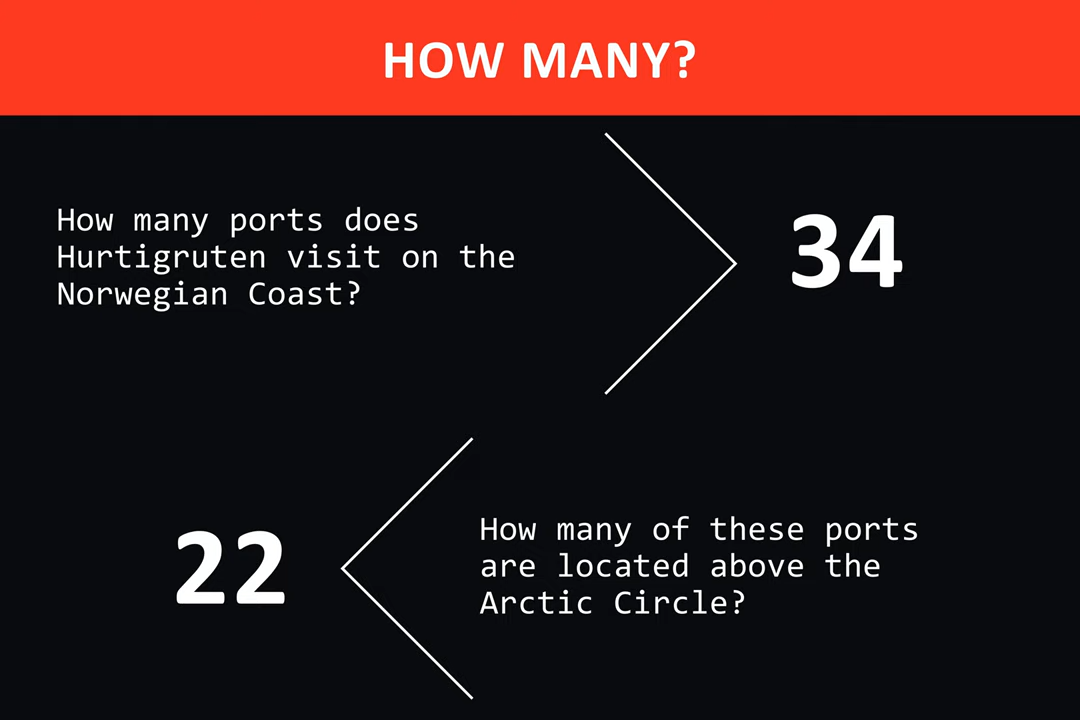 HOW MANY?
How many ports does
Hurtigruten visit on the
Norwegian Coast?
34
22
How many of these ports
are located above the
Arctic Circle?